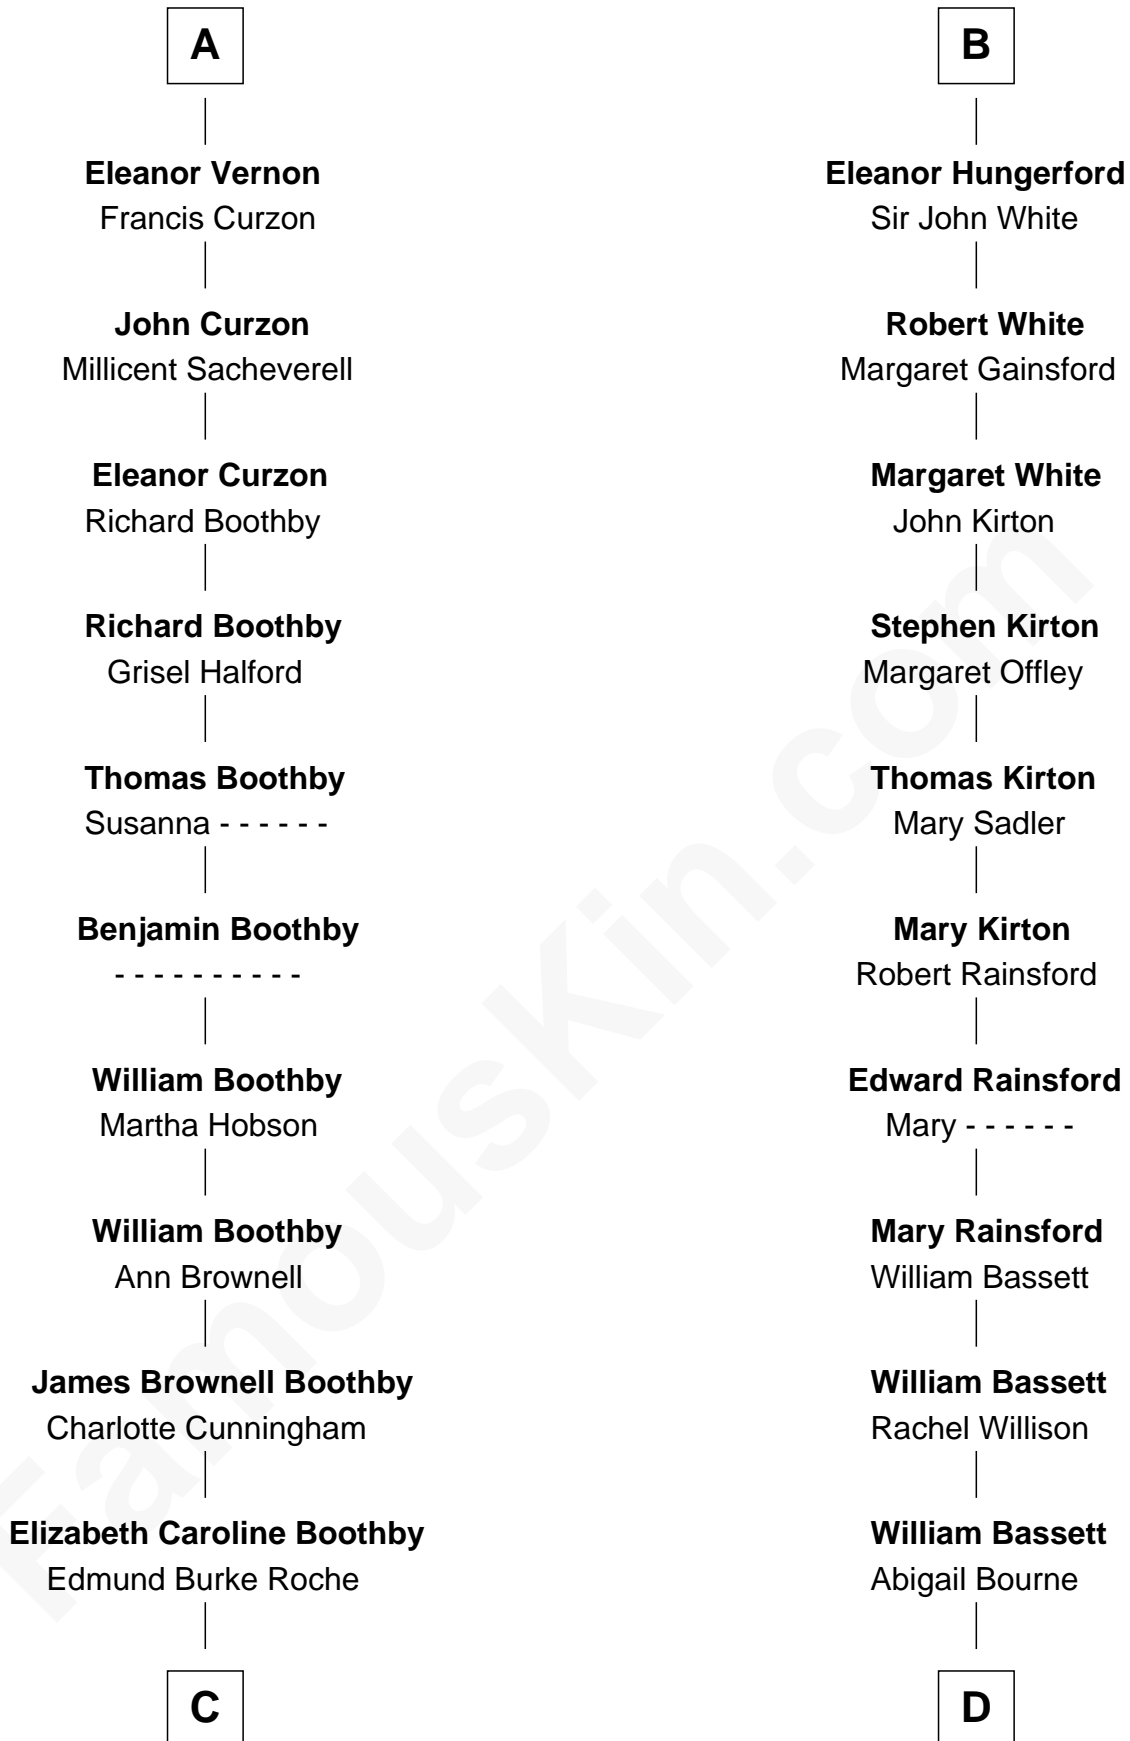 A
Eleanor Vernon
Francis Curzon
John Curzon
Millicent Sacheverell
Eleanor Curzon
Richard Boothby
Richard Boothby
Grisel Halford
Thomas Boothby
Susanna - - - - - -
Benjamin Boothby
- - - - - - - - - -
William Boothby
Martha Hobson
William Boothby
Ann Brownell
James Brownell Boothby
Charlotte Cunningham
Elizabeth Caroline Boothby
Edmund Burke Roche
C
B
Eleanor Hungerford
Sir John White
Robert White
Margaret Gainsford
Margaret White
John Kirton
Stephen Kirton
Margaret Offley
Thomas Kirton
Mary Sadler
Mary Kirton
Robert Rainsford
Edward Rainsford
Mary - - - - - -
Mary Rainsford
William Bassett
William Bassett
Rachel Willison
William Bassett
Abigail Bourne
D
FamousKin.com